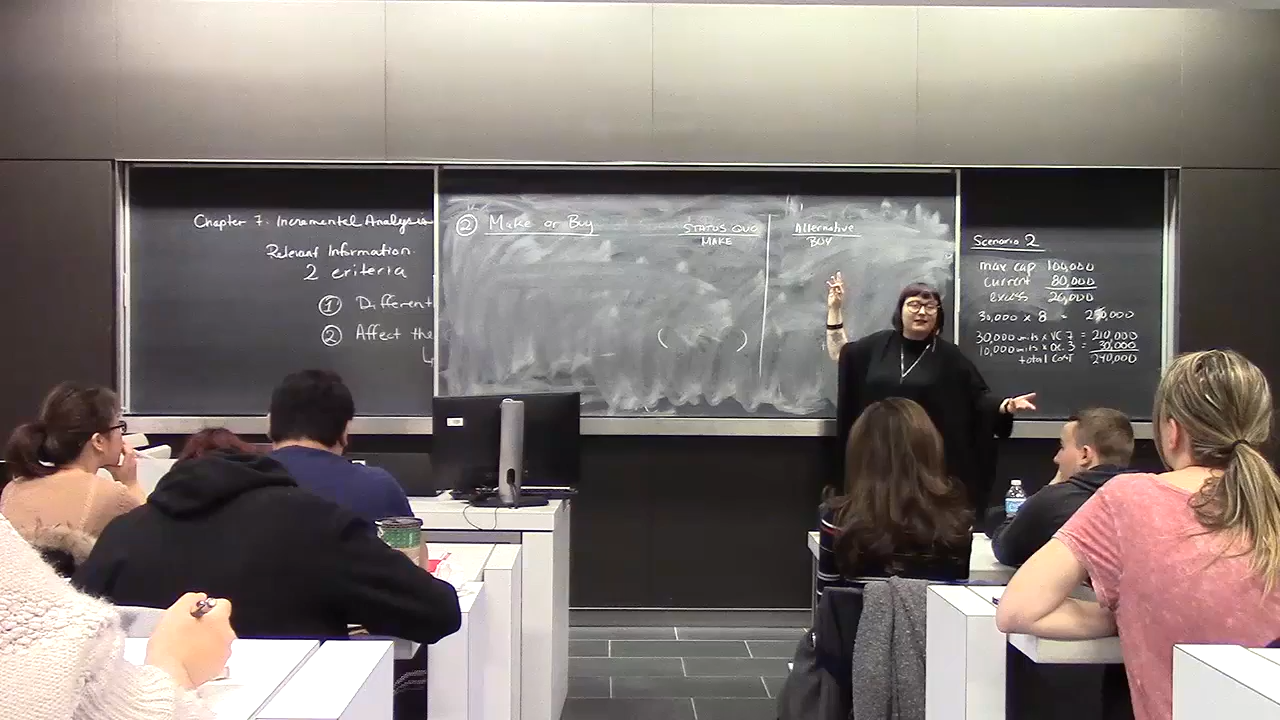 Chapter 7: Incremental Analysis
Relevant Information
2 criteria
① Different
② Affect the
② Make or Buy
STATUS QUO
MAKE
Alternative
BUY
( )
Scenario 2
max cap 100,000
current 80,000
excess 20,000
30,000 x 8 = 240,000
30,000 units x VC 7 = 210,000
10,000 units x Oc. 3 = 30,000
total cost 240,000